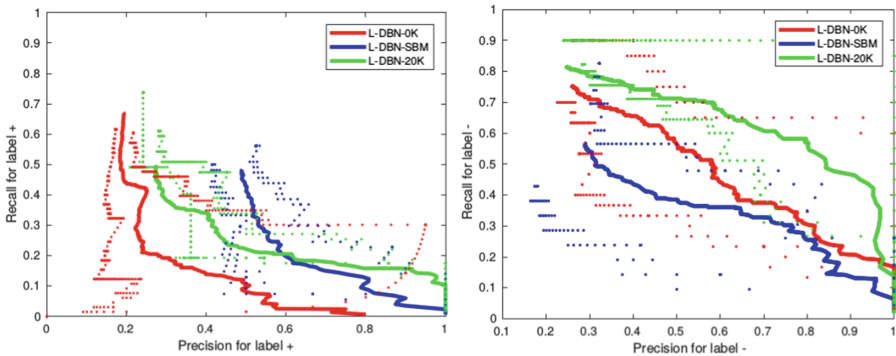 1
0.9
0.8
0.7
0.6
0.5
0.4
0.3
0.2
0.1
0
Recall for label +
L-DBN-0K
L-DBN-SBM
L-DBN-20K
0 0.2 0.4 0.6 0.8 1
Precision for label +
1
0.9
0.8
0.7
0.6
0.5
0.4
0.3
0.2
0.1
0
Recall for label -
L-DBN-0K
L-DBN-SBM
L-DBN-20K
0.1 0.2 0.3 0.4 0.5 0.6 0.7 0.8 0.9 1
Precision for label -